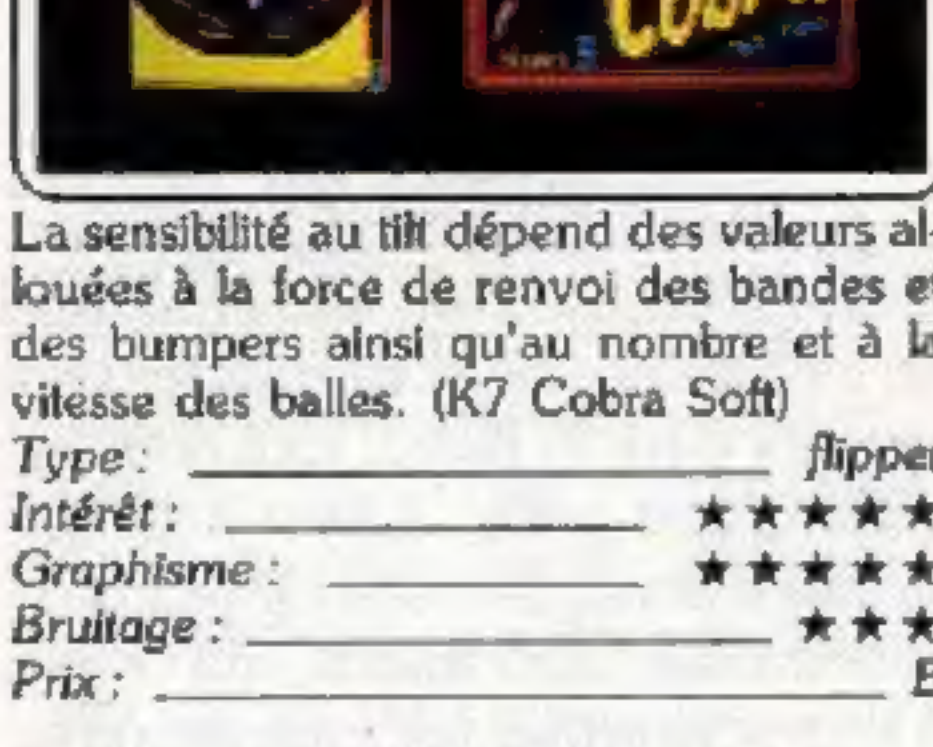 La sensibilité au tilt dépend des valeurs al-
louées à la force de renvoi des bandes et
des bumpers ainsi qu'au nombre et à la
vitesse des balles. (K7 Cobra Soft)
Type : flipper
Intérêt : ★★★★★
Graphisme : ★★★★★
Bruitage : ★★★
Prix :